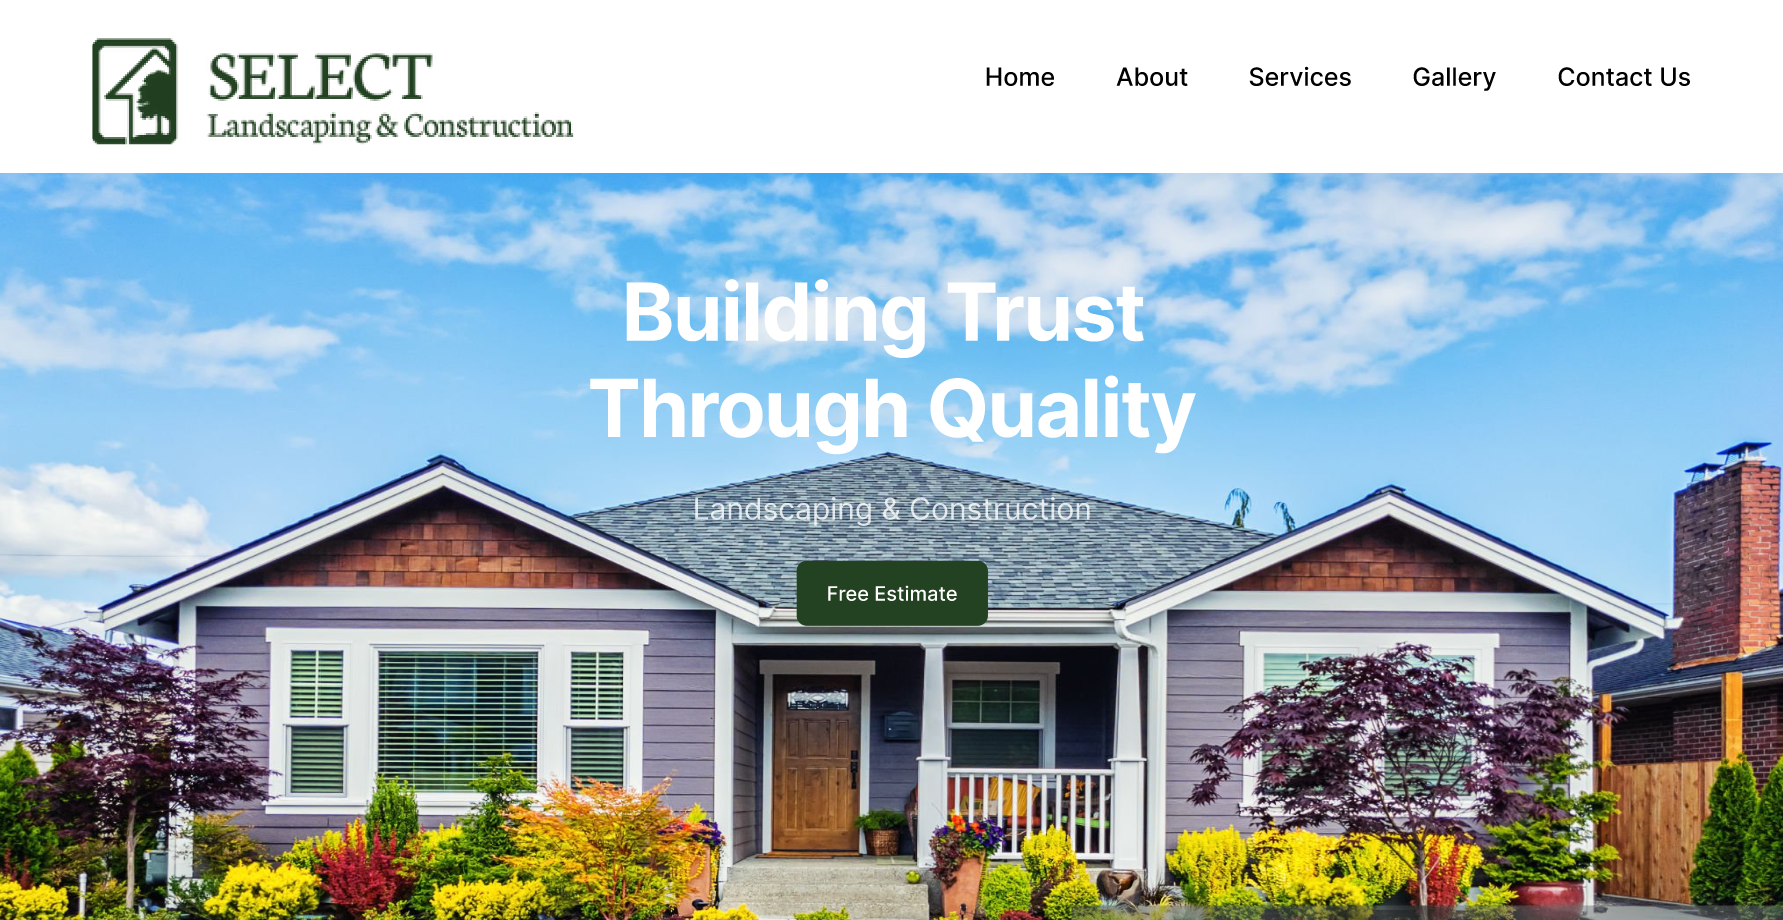 SELECT
Landscaping & Construction
Home About Services Gallery Contact Us
Building Trust
Through Quality
Landscaping & Construction
Free Estimate